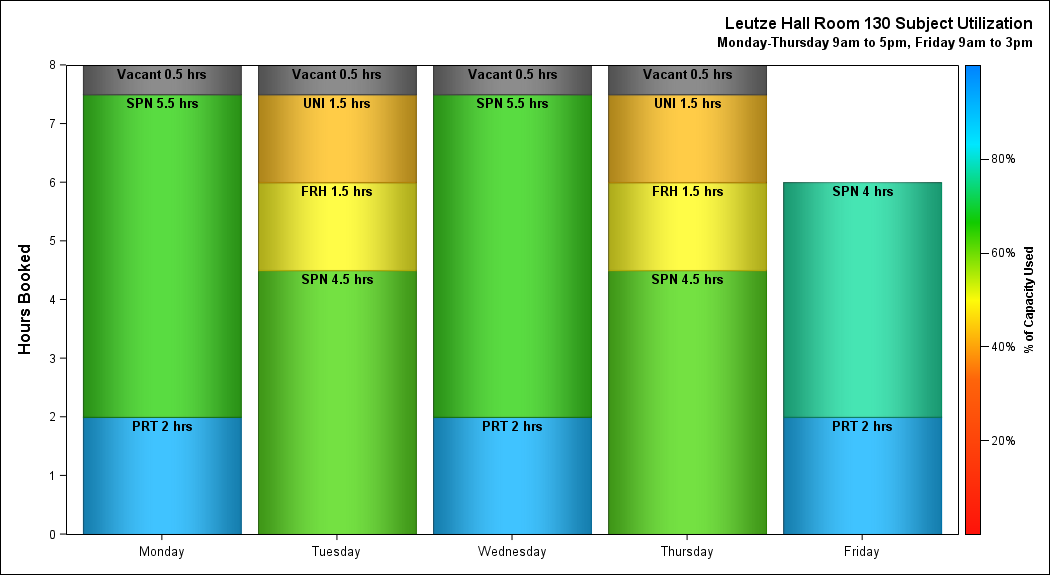 Leutze Hall Room 130 Subject Utilization
Monday-Thursday 9am to 5pm, Friday 9am to 3pm
Hours Booked
8
7
6
5
4
3
2
1
0
Vacant 0.5 hrs
SPN 5.5 hrs
PRT 2 hrs
Monday
Vacant 0.5 hrs
UNI 1.5 hrs
FRH 1.5 hrs
SPN 4.5 hrs
Tuesday
Vacant 0.5 hrs
SPN 5.5 hrs
PRT 2 hrs
Wednesday
Vacant 0.5 hrs
UNI 1.5 hrs
FRH 1.5 hrs
SPN 4.5 hrs
Thursday
SPN 4 hrs
PRT 2 hrs
Friday
80%
60%
40%
20%
% of Capacity Used